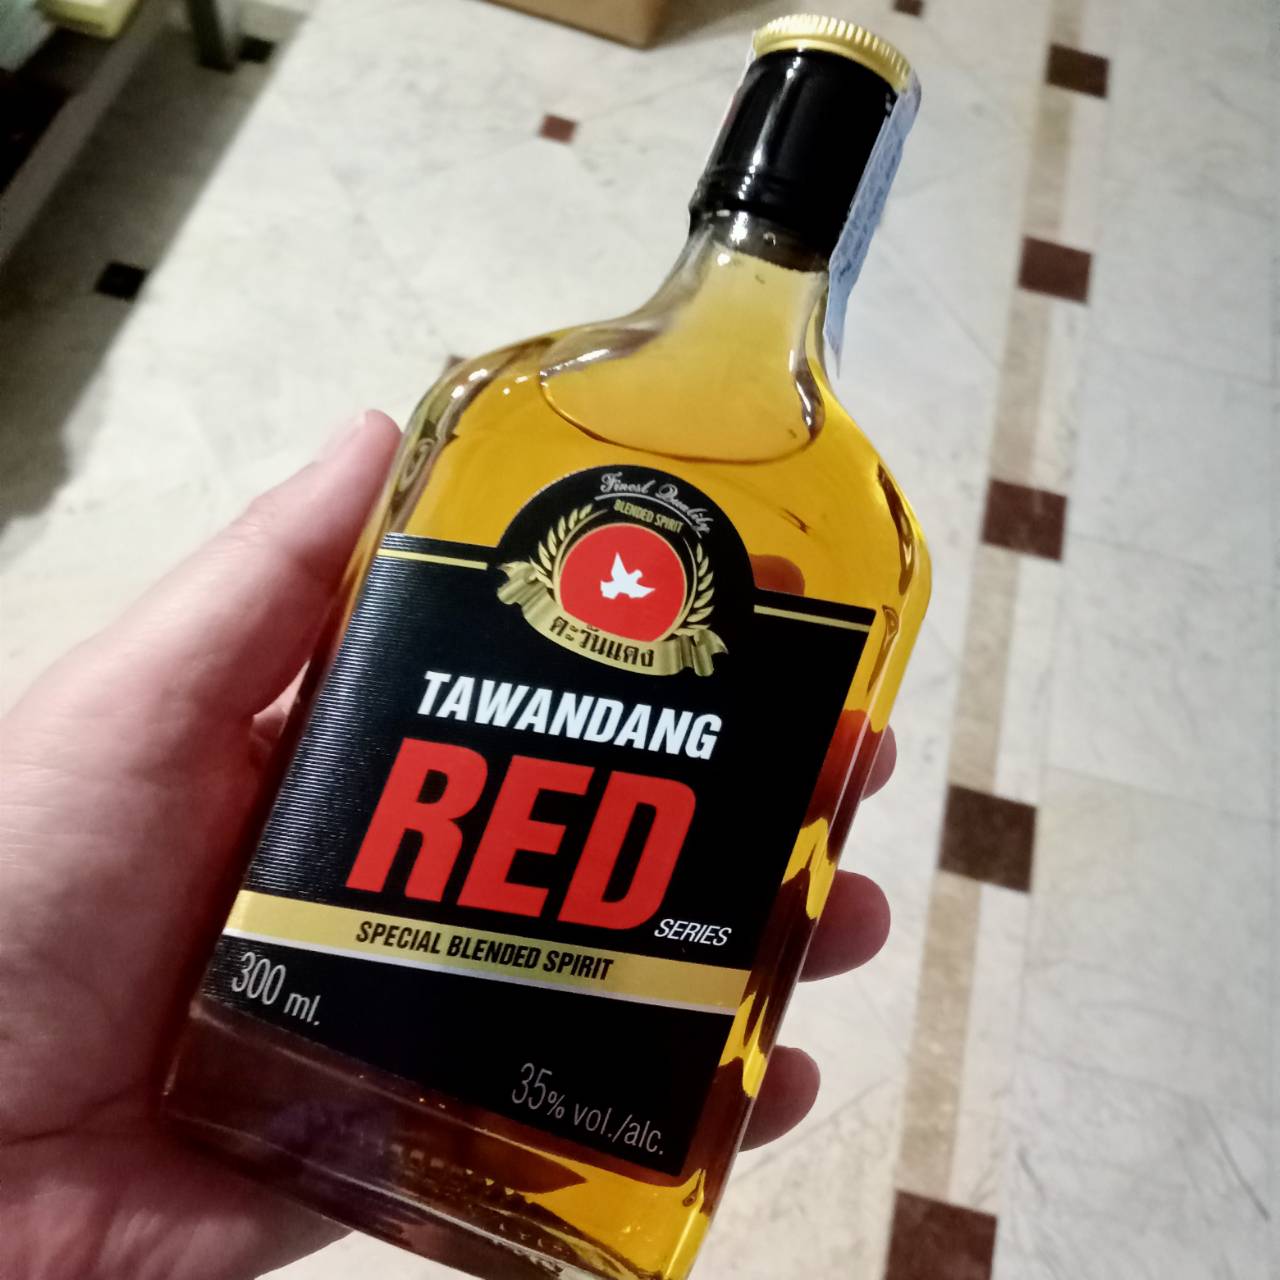 Finest Quality
BLENDED SPIRIT
ตะวันแดง
TAWANDANG
RED
SERIES
SPECIAL BLENDED SPIRIT
300 ml.
35% vol./alc.